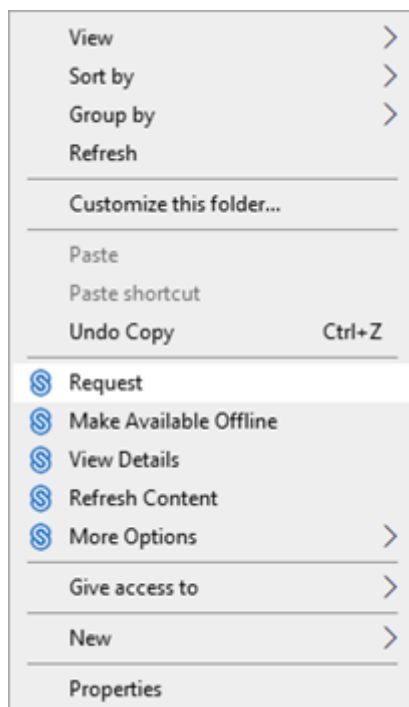 View
Sort by
Group by
Refresh
Customize this folder...
Paste
Paste shortcut
Undo Copy Ctrl+Z
Request
Make Available Offline
View Details
Refresh Content
More Options
Give access to
New
Properties